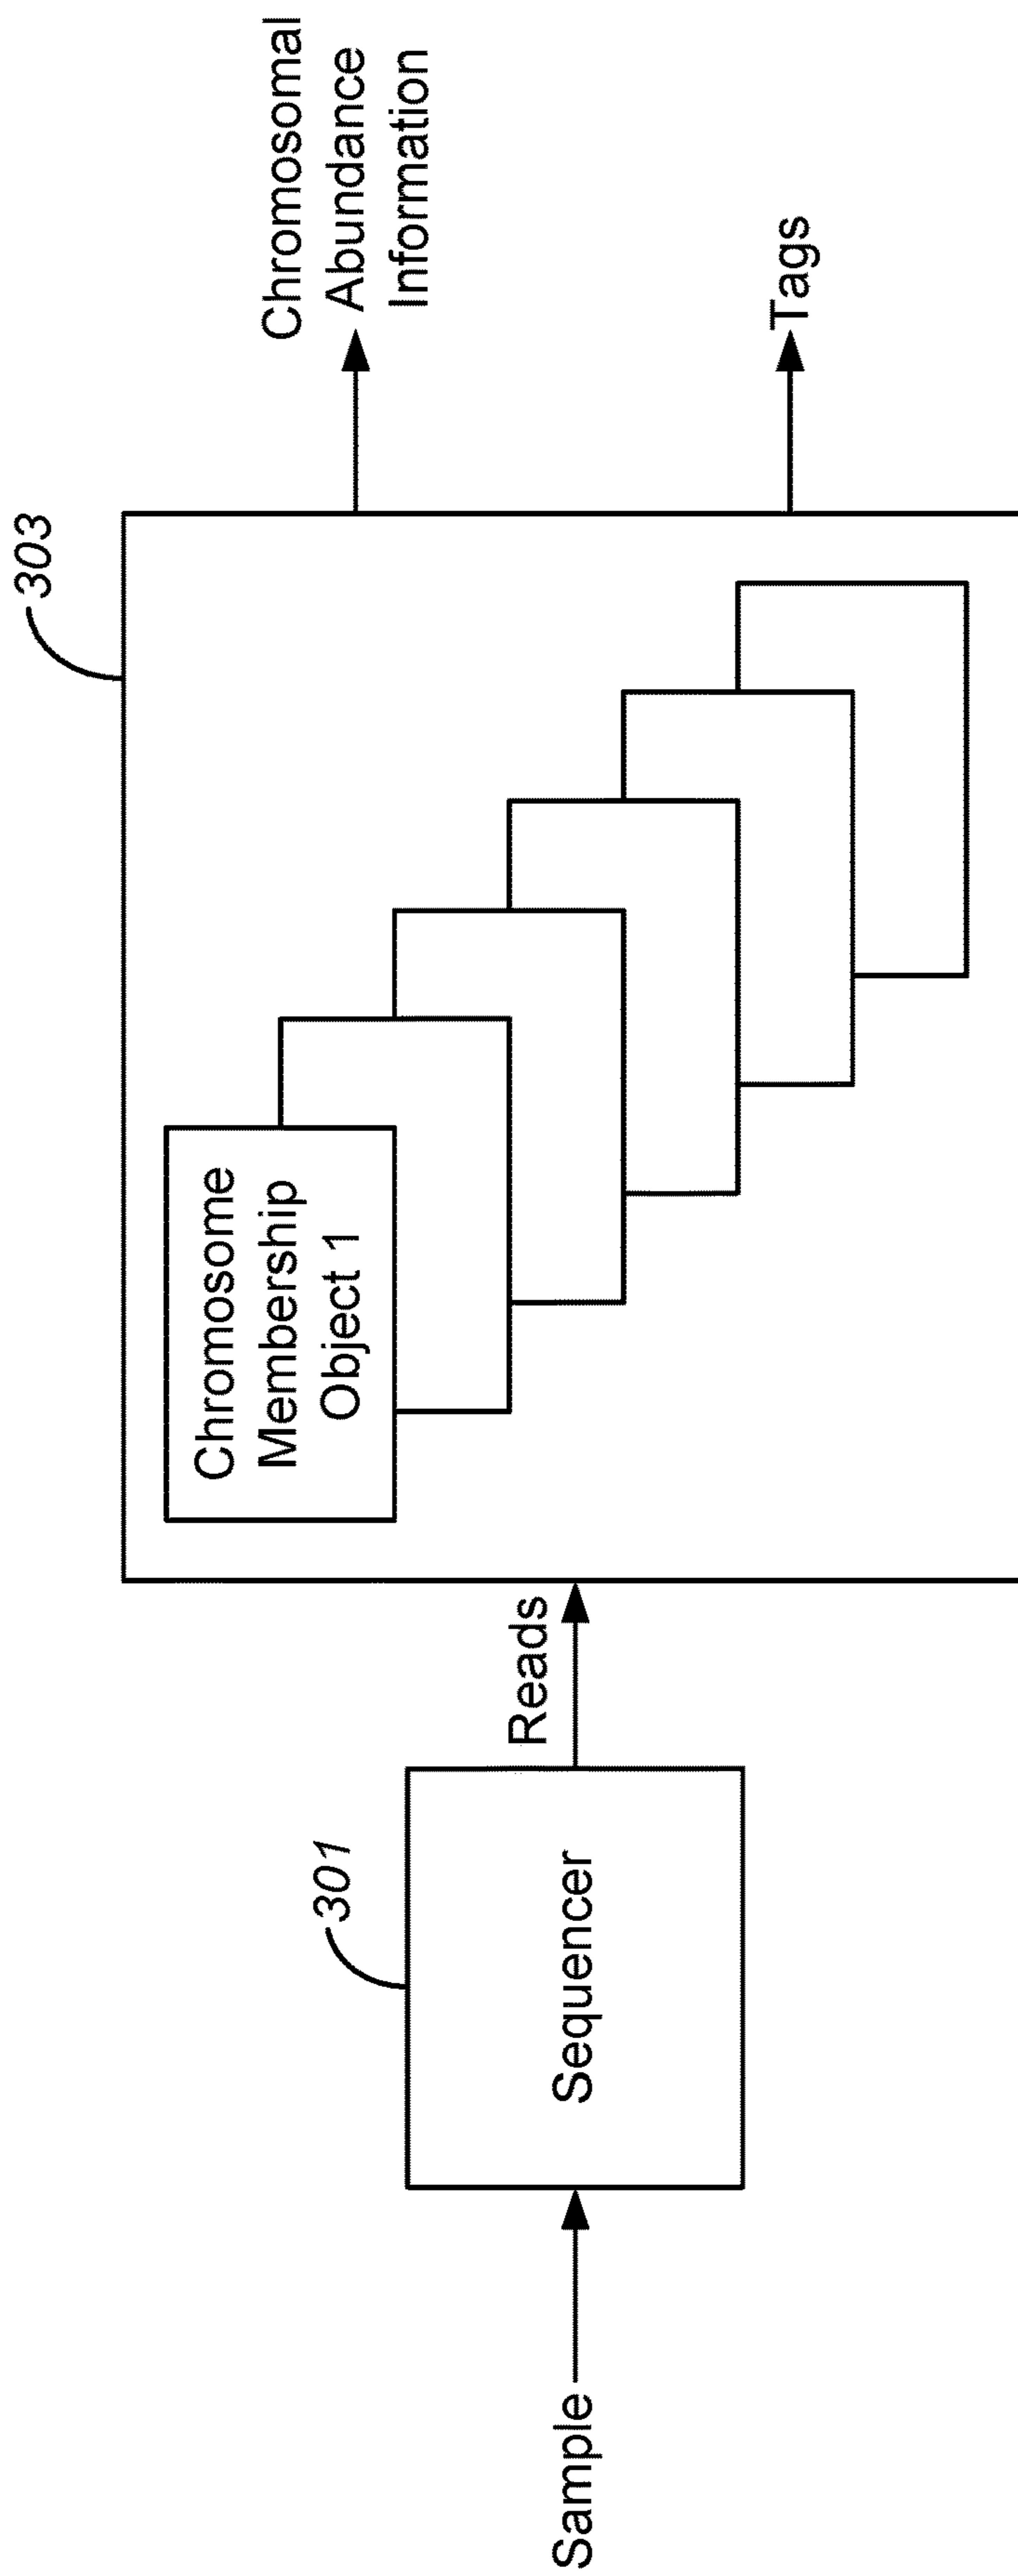 Sample
301
Sequencer
Reads
303
Chromosome
Membership
Object 1
Chromosomal
Abundance
Information
Tags